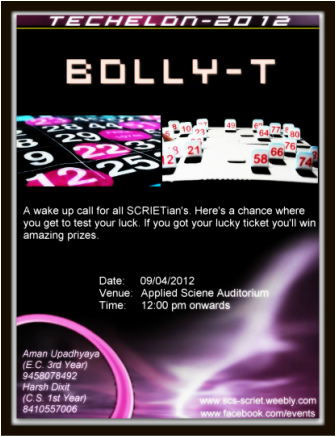 TECHELON-2012
BOLLY-T
A wake up call for all SCRIETian's. Here's a chance where
you get to test your luck. If you got your lucky ticket you'll win
amazing prizes.
Date: 09/04/2012
Venue: Applied Sciene Auditorium
Time: 12:00 pm onwards
Aman Upadhyaya
(E.C. 3rd Year)
9458078492
Harsh Dixit
(C.S. 1st Year)
8410557006
www.scs-scriet.weebly.com
www.facebook.com/events